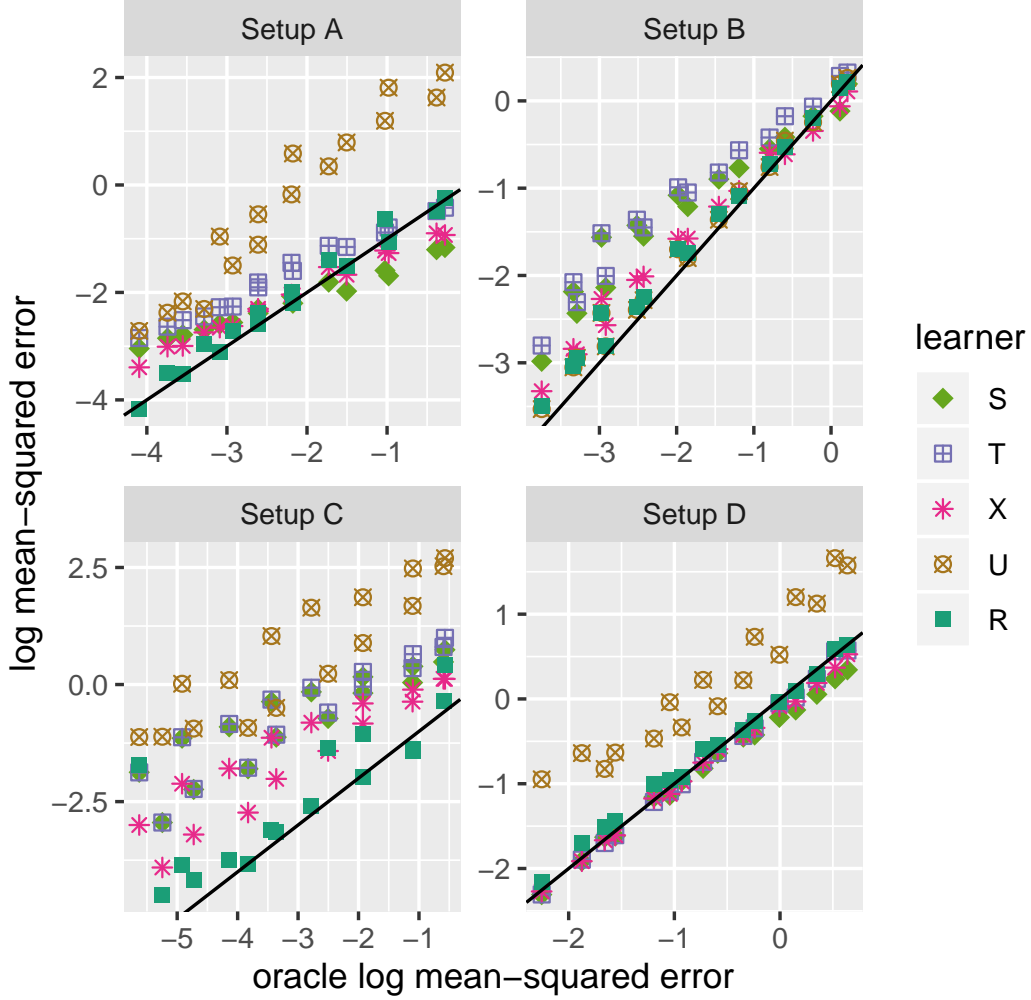 Setup A
Setup B
2
0
−2
−4
−4
−3
−2
−1
0
−1
−2
−3
−3
−2
−1
0
Setup C
Setup D
2.5
0.0
−2.5
−5
−4
−3
−2
−1
1
0
−1
−2
−2
−1
0
log mean−squared error
oracle log mean−squared error
learner
S
T
X
U
R